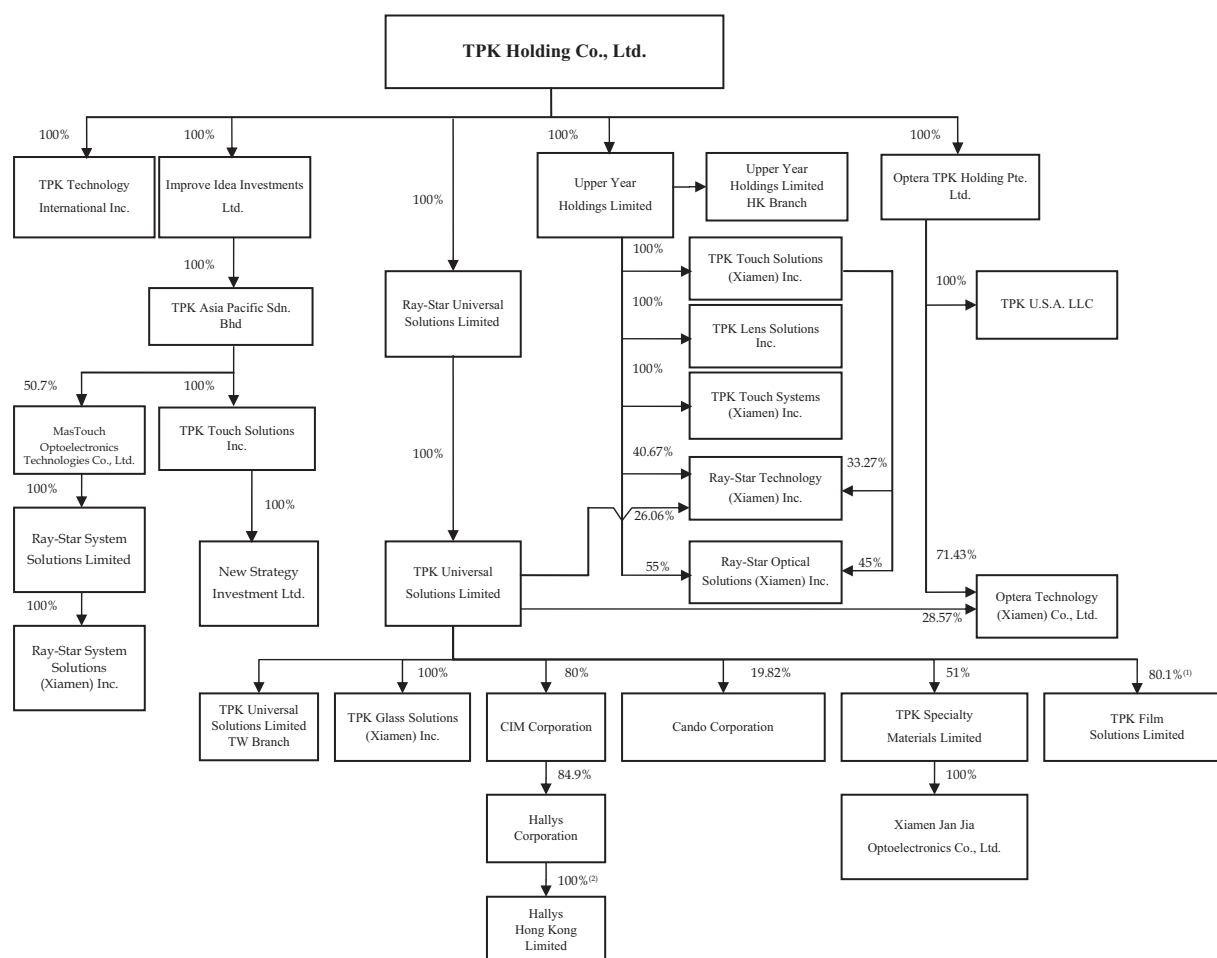 TPK Holding Co., Ltd.
100%
100%
100%
100%
100%
TPK Technology
International Inc.
Improve Idea Investments
Ltd.
Upper Year
Holdings Limited
Upper Year
Holdings Limited
HK Branch
Optera TPK Holding Pte.
Ltd.
100%
TPK Asia Pacific Sdn.
Bhd
Ray-Star Universal
Solutions Limited
100%
TPK Touch Solutions
(Xiamen) Inc.
100%
TPK U.S.A. LLC
100%
TPK Lens Solutions
Inc.
100%
TPK Touch Systems
(Xiamen) Inc.
50.7%
100%
MasTouch
Optoelectronics
Technologies Co., Ltd.
TPK Touch Solutions
Inc.
100%
40.67%
33.27%
Ray-Star Technology
(Xiamen) Inc.
26.06%
100%
100%
Ray-Star System
Solutions Limited
New Strategy
Investment Ltd.
TPK Universal
Solutions Limited
55%
Ray-Star Optical
Solutions (Xiamen) Inc.
45%
71.43%
28.57%
Optera Technology
(Xiamen) Co., Ltd.
100%
Ray-Star System
Solutions
(Xiamen) Inc.
100%
80%
19.82%
51%
80.1%(1)
TPK Universal
Solutions Limited
TW Branch
TPK Glass Solutions
(Xiamen) Inc.
CIM Corporation
Cando Corporation
TPK Specialty
Materials Limited
TPK Film
Solutions Limited
84.9%
100%
Hallys
Corporation
Xiamen Jan Jia
Optoelectronics Co., Ltd.
100%(2)
Hallys
Hong Kong
Limited